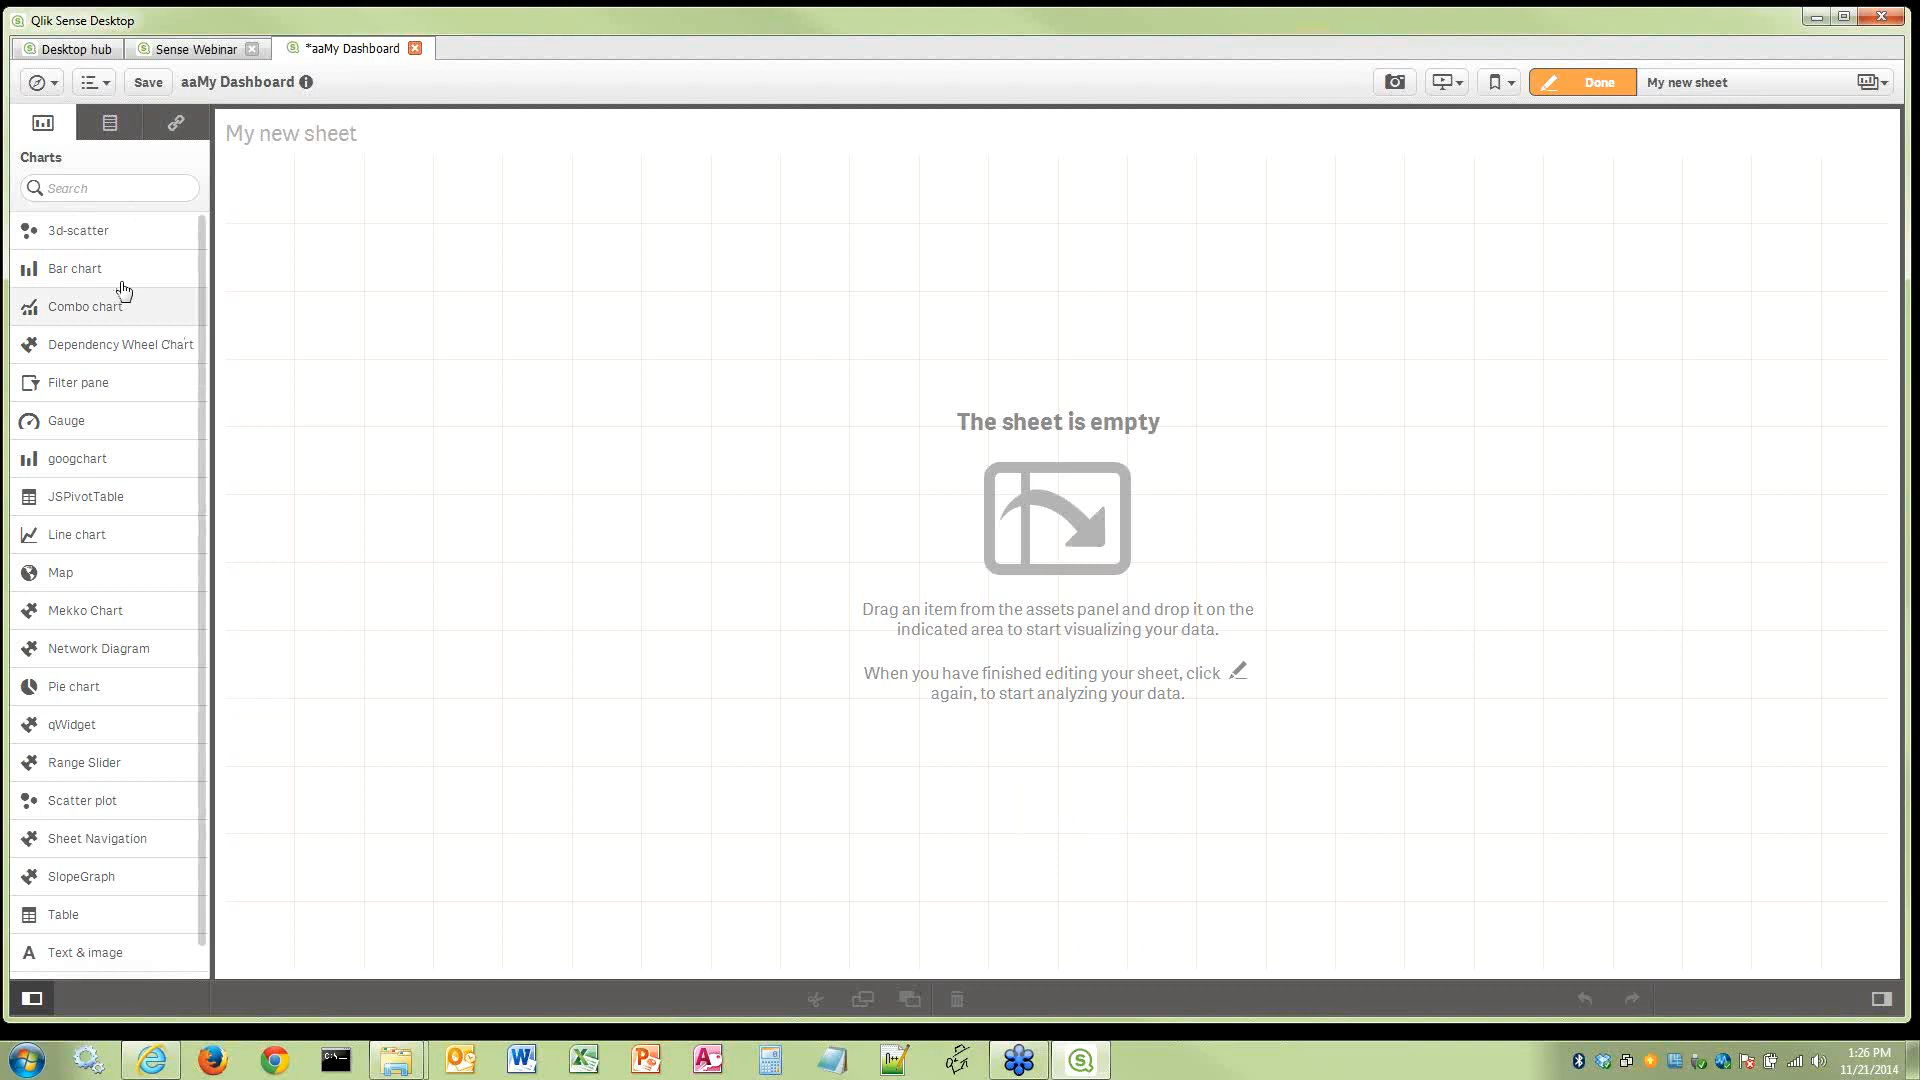 Qlik Sense Desktop
Desktop hub
Sense Webinar
*aaMy Dashboard
Save
aaMy Dashboard
Done
My new sheet
Charts
Search
3d-scatter
Bar chart
Combo chart
Dependency Wheel Chart
Filter pane
Gauge
googchart
JSPivotTable
Line chart
Map
Mekko Chart
Network Diagram
Pie chart
qWidget
Range Slider
Scatter plot
Sheet Navigation
SlopeGraph
Table
Text & image
My new sheet
The sheet is empty
Drag an item from the assets panel and drop it on the
indicated area to start visualizing your data.
When you have finished editing your sheet, click
again, to start analyzing your data.
1:26 PM
11/21/2014